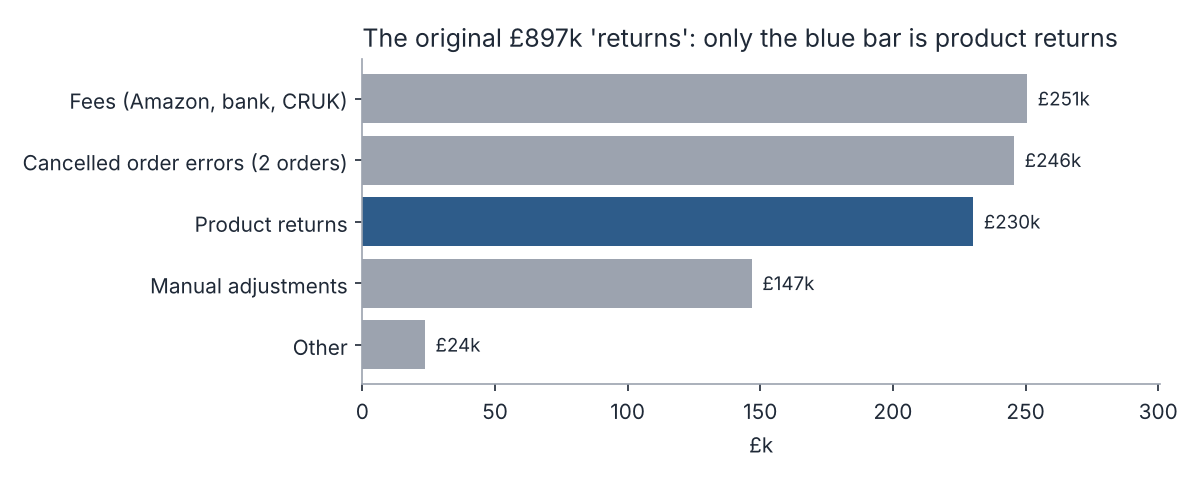 The original £897k 'returns': only the blue bar is product returns
Fees (Amazon, bank, CRUK)
£251k
Cancelled order errors (2 orders)
£246k
Product returns
£230k
Manual adjustments
£147k
Other
£24k
0 50 100 150 200 250 300
£k